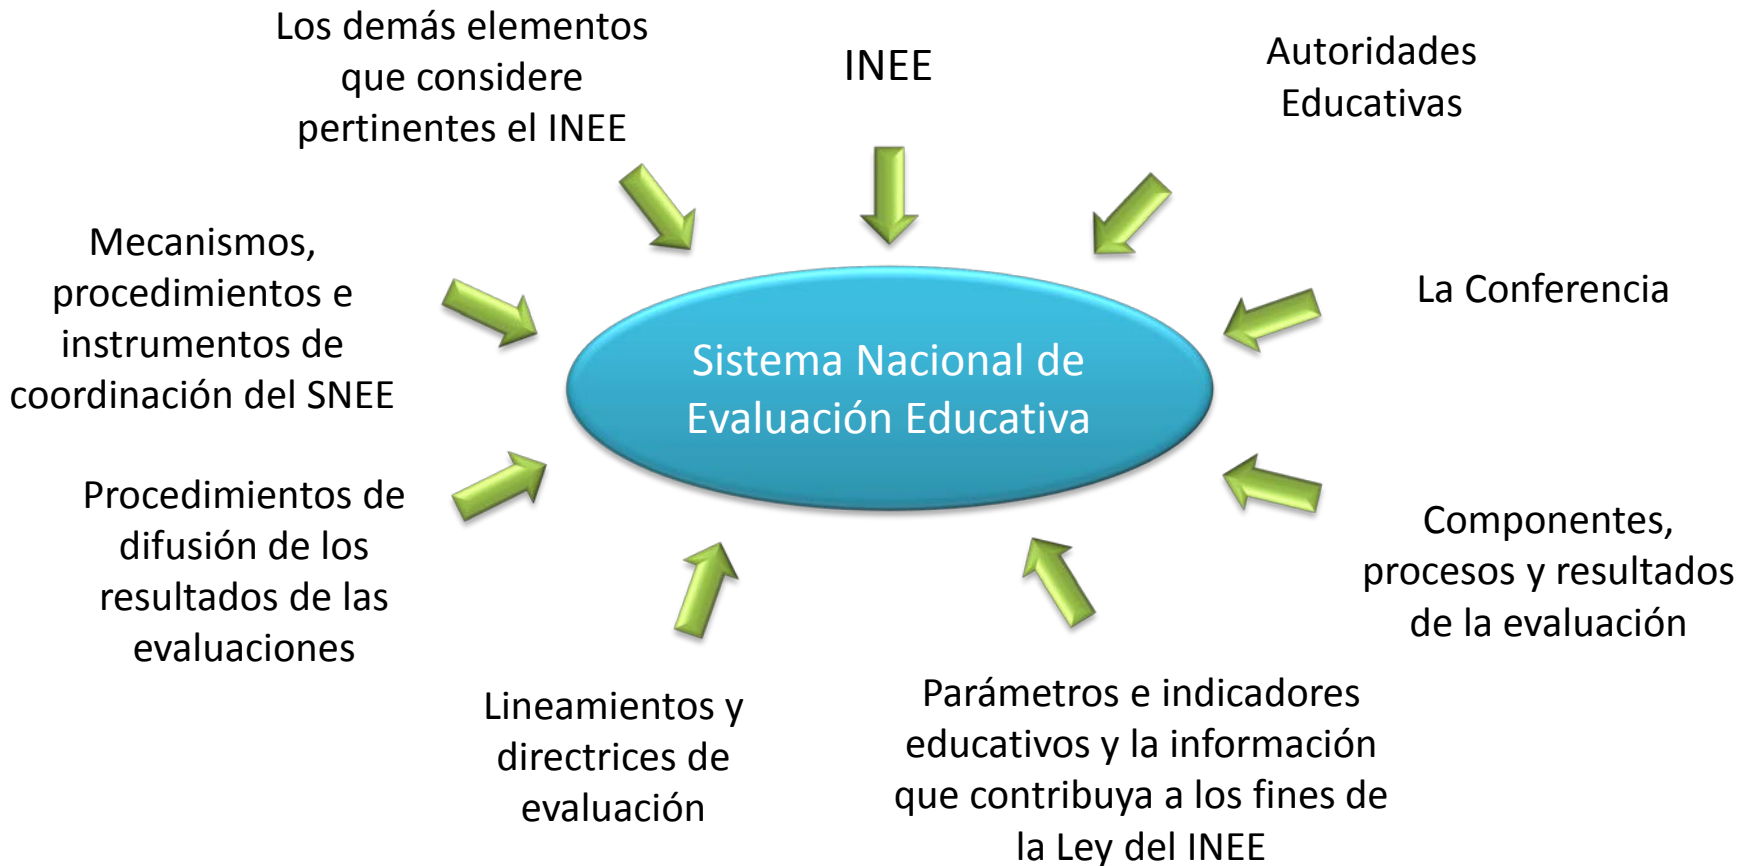 Los demás elementos
que considere
pertinentes el INEE
INEE
Autoridades
Educativas
Mecanismos,
procedimientos e
instrumentos de
coordinación del SNEE
La Conferencia
Sistema Nacional de
Evaluación Educativa
Procedimientos de
difusión de los
resultados de las
evaluaciones
Componentes,
procesos y resultados
de la evaluación
Lineamientos y
directrices de
evaluación
Parámetros e indicadores
educativos y la información
que contribuya a los fines de
la Ley del INEE